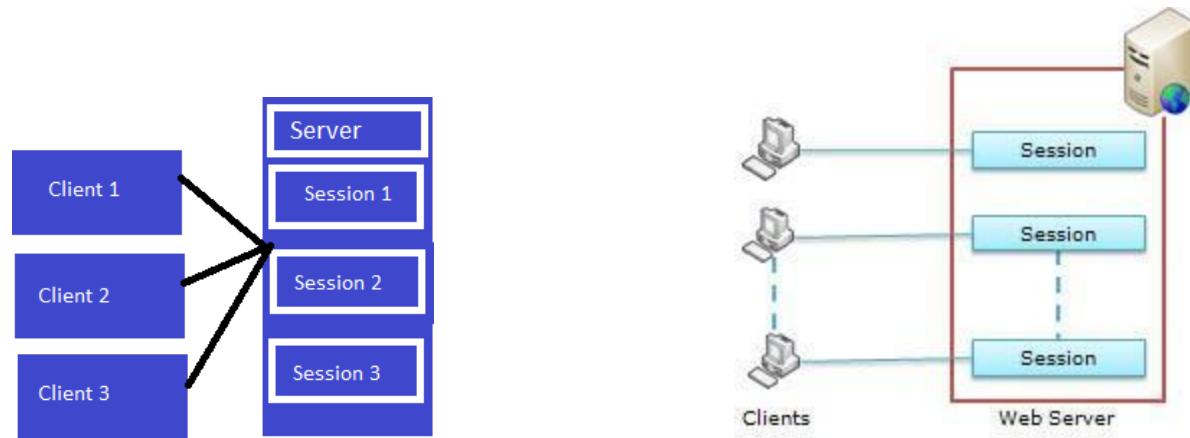 Server
Client 1
Session 1
Client 2
Session 2
Client 3
Session 3
Session
Session
Session
Clients
Web Server